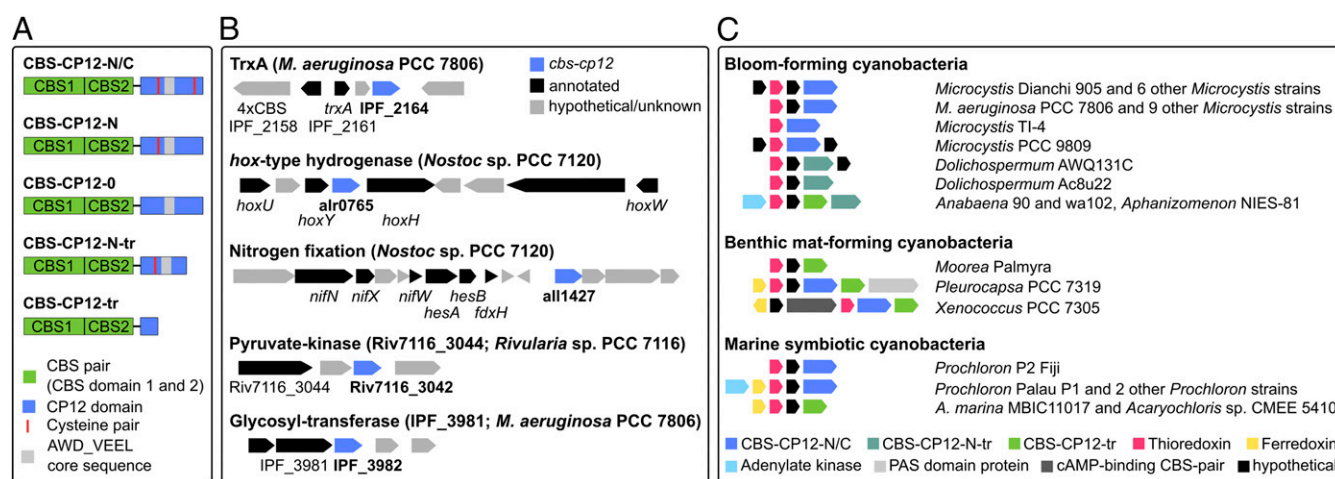 A
CBS-CP12-N/C
CBS1 CBS2
CBS-CP12-N
CBS1 CBS2
CBS-CP12-0
CBS1 CBS2
CBS-CP12-N-tr
CBS1 CBS2
CBS-CP12-tr
CBS1 CBS2
CBS pair
(CBS domain 1 and 2)
CP12 domain
Cysteine pair
AWD_VEEL
core sequence
B
TrxA (M. aeruginosa PCC 7806)
cbs-cp12
annotated
hypothetical/unknown
4xCBS trxA IPF_2164
IPF_2158 IPF_2161
hox-type hydrogenase (Nostoc sp. PCC 7120)
hoxU alr0765 hoxW
hoxY hoxH
Nitrogen fixation (Nostoc sp. PCC 7120)
nifN nifX nifW hesB all1427
hesA fdxH
Pyruvate-kinase (Riv7116_3044; Rivularia sp. PCC 7116)
Riv7116_3044 Riv7116_3042
Glycosyl-transferase (IPF_3981; M. aeruginosa PCC 7806)
IPF_3981 IPF_3982
C
Bloom-forming cyanobacteria
Microcystis Dianchi 905 and 6 other Microcystis strains
M. aeruginosa PCC 7806 and 9 other Microcystis strains
Microcystis TI-4
Microcystis PCC 9809
Dolichospermum AWQ131C
Dolichospermum Ac8u22
Anabaena 90 and wa102, Aphanizomenon NIES-81
Benthic mat-forming cyanobacteria
Moorea Palmyra
Pleurocapsa PCC 7319
Xenococcus PCC 7305
Marine symbiotic cyanobacteria
Prochloron P2 Fiji
Prochloron Palau P1 and 2 other Prochloron strains
A. marina MBIC11017 and Acaryochloris sp. CMEE 5410
CBS-CP12-N/C CBS-CP12-N-tr CBS-CP12-tr Thioredoxin Ferredoxin
Adenylate kinase PAS domain protein cAMP-binding CBS-pair hypothetical